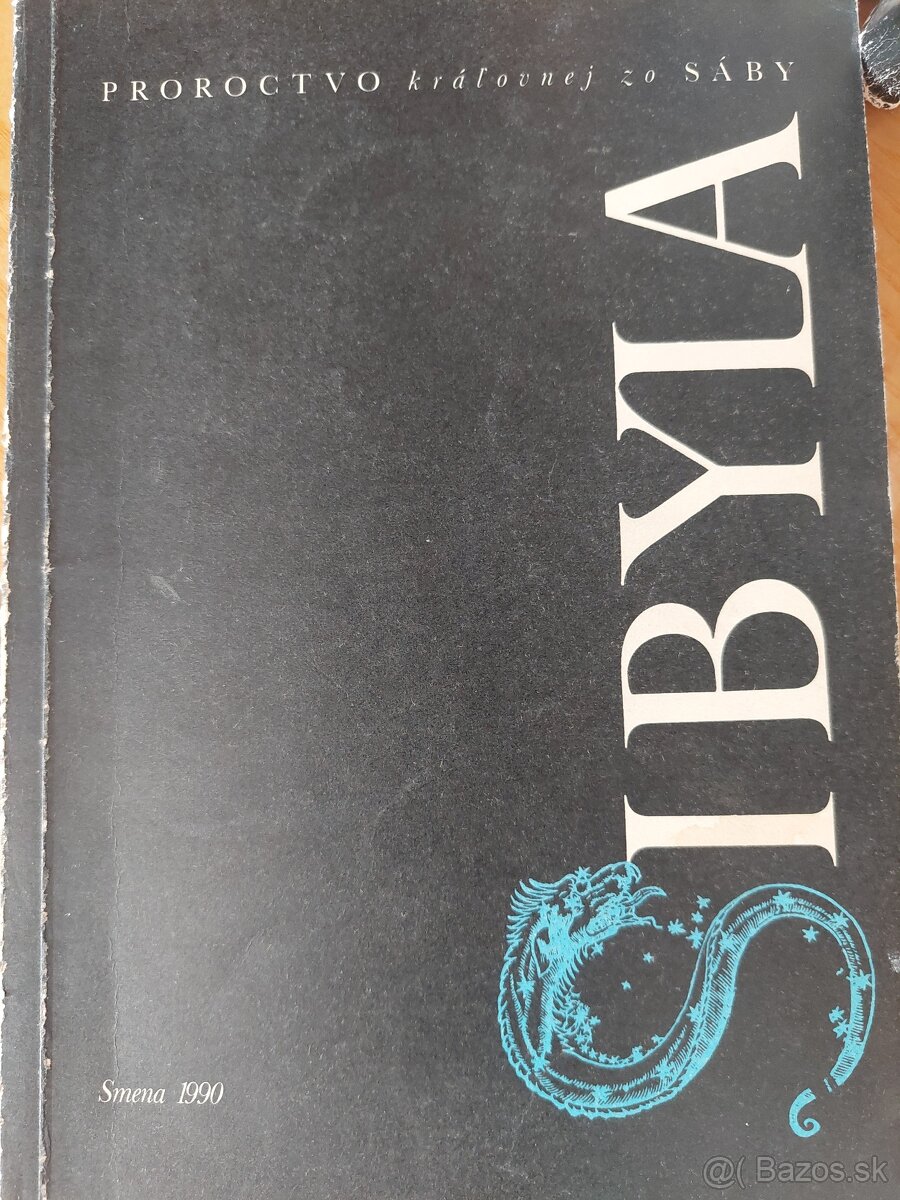 PROROCTVO kráľovnej zo SÁBY
SIBYLA
Smena 1990
@( Bazos.sk